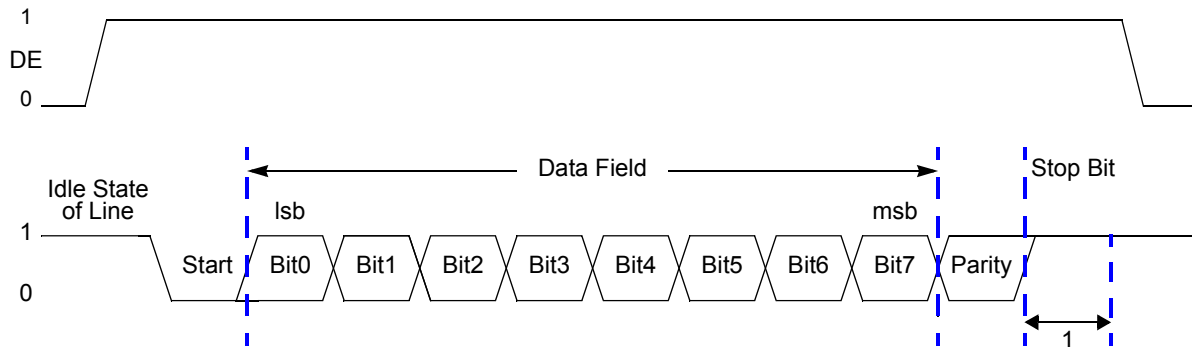 1
DE
0
Data Field
Stop Bit
Idle State
of Line
lsb
msb
1
Start
Bit0
Bit1
Bit2
Bit3
Bit4
Bit5
Bit6
Bit7
Parity
0
1